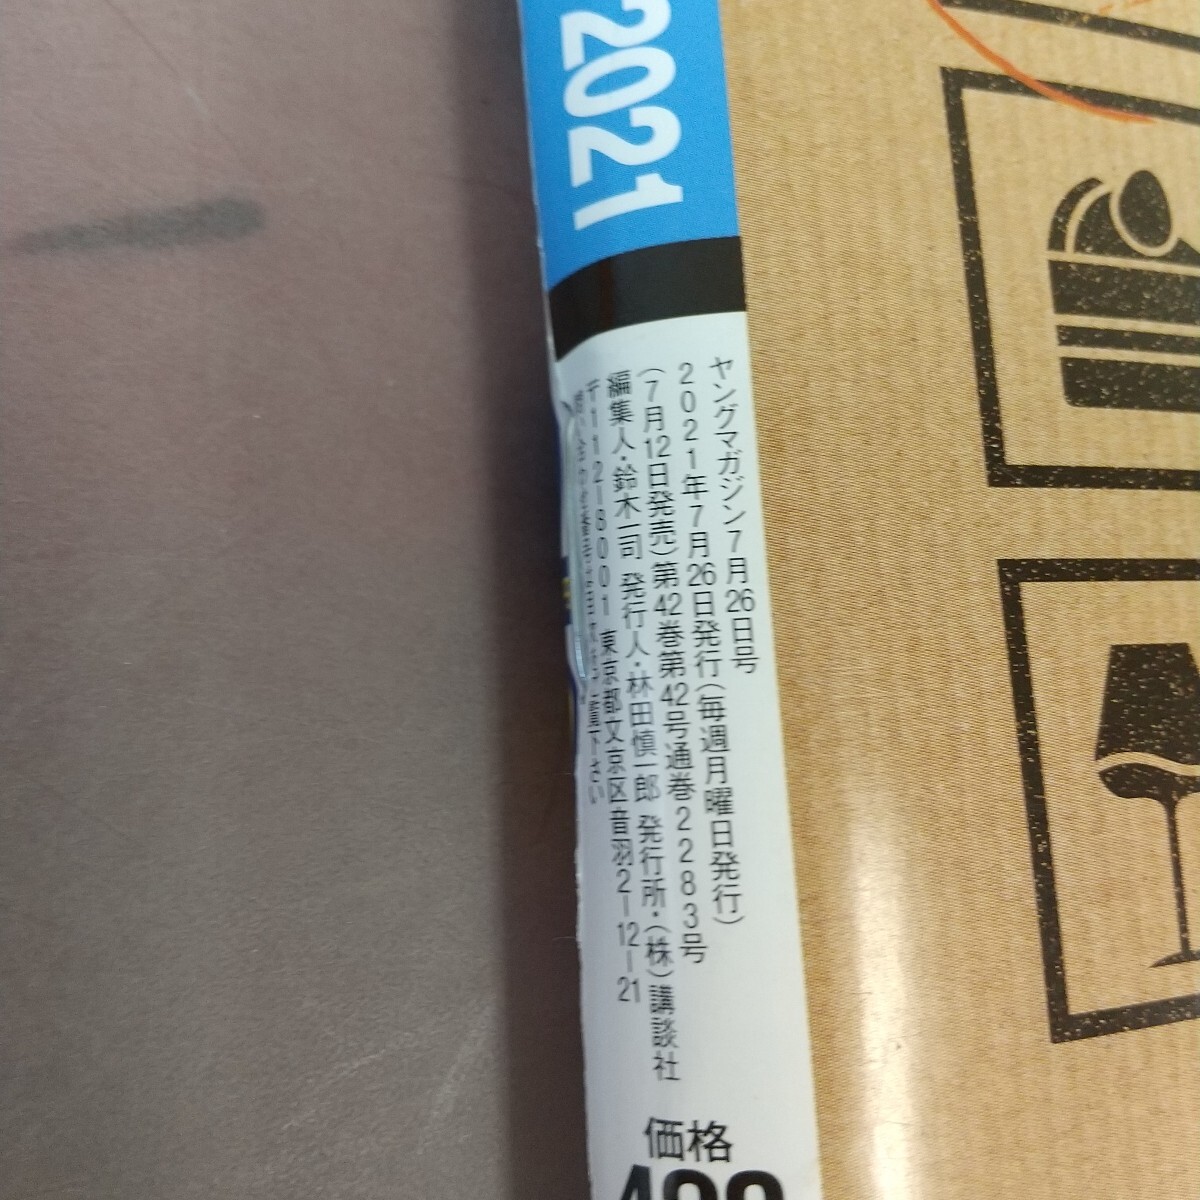 2021
ヤングマガジン7月26日号
2021年7月26日発行(毎週月曜日発行)
(7月12日発売)第42巻第42号通巻2283号
編集人・鈴木一司 発行人・林田慎一郎 発行所・(株)講談社
〒112-8001 東京都文京区音羽2-12-21
価格